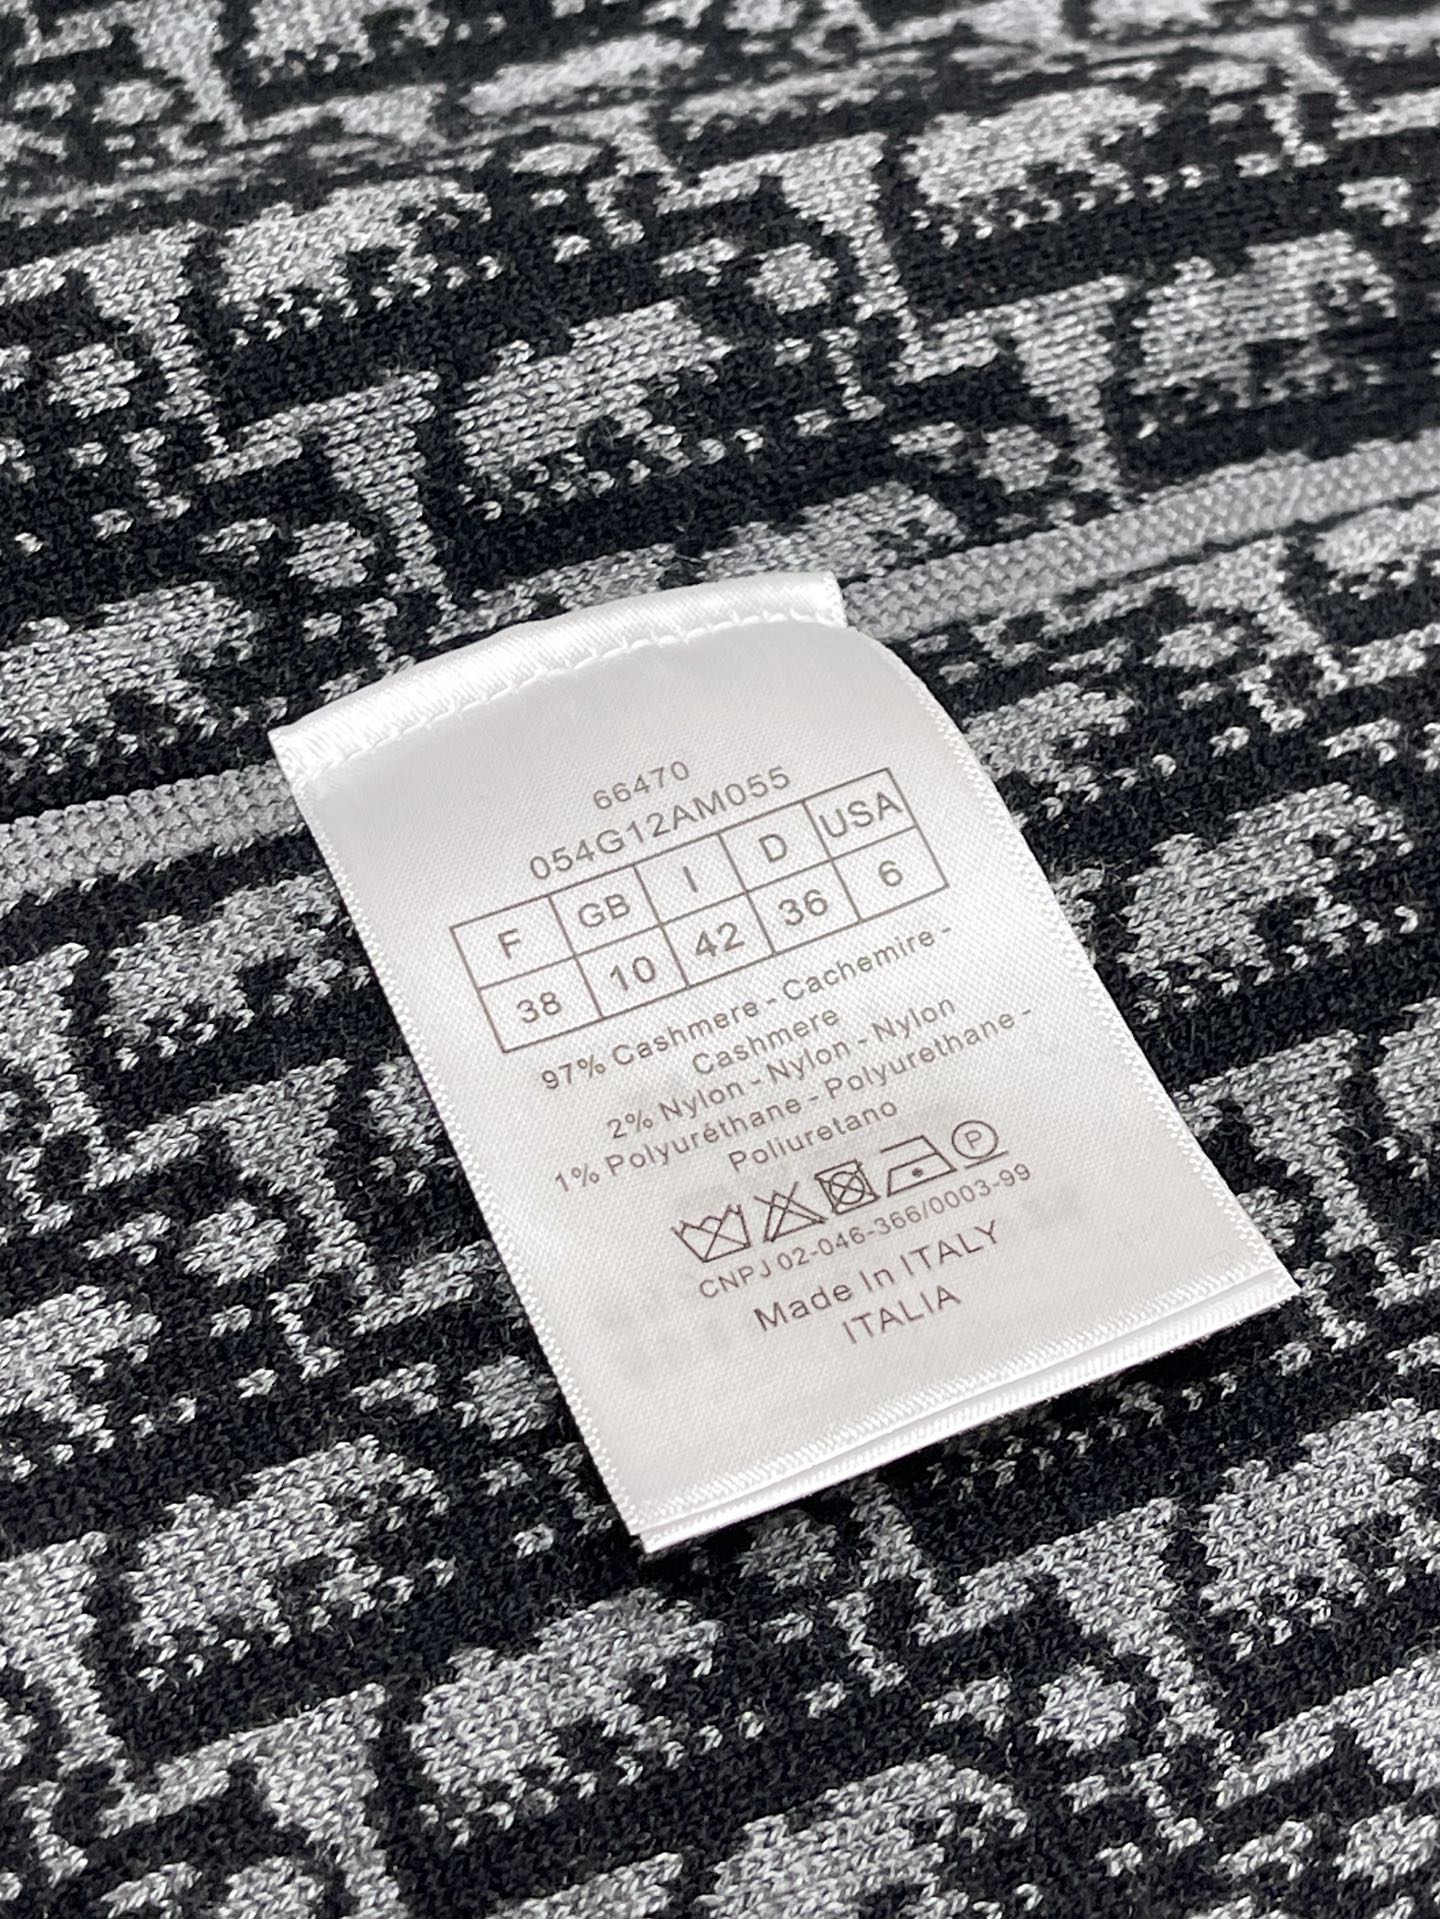 66470
054G12AM055
F GB I D USA
38 10 42 36 6
97% Cashmere - Cachemire -
Cashmere
2% Nylon - Nylon - Nylon
1% Polyuréthane - Polyurethane -
Poliuretano
P
CNPJ 02-046-366/0003-99
Made In ITALY
ITALIA